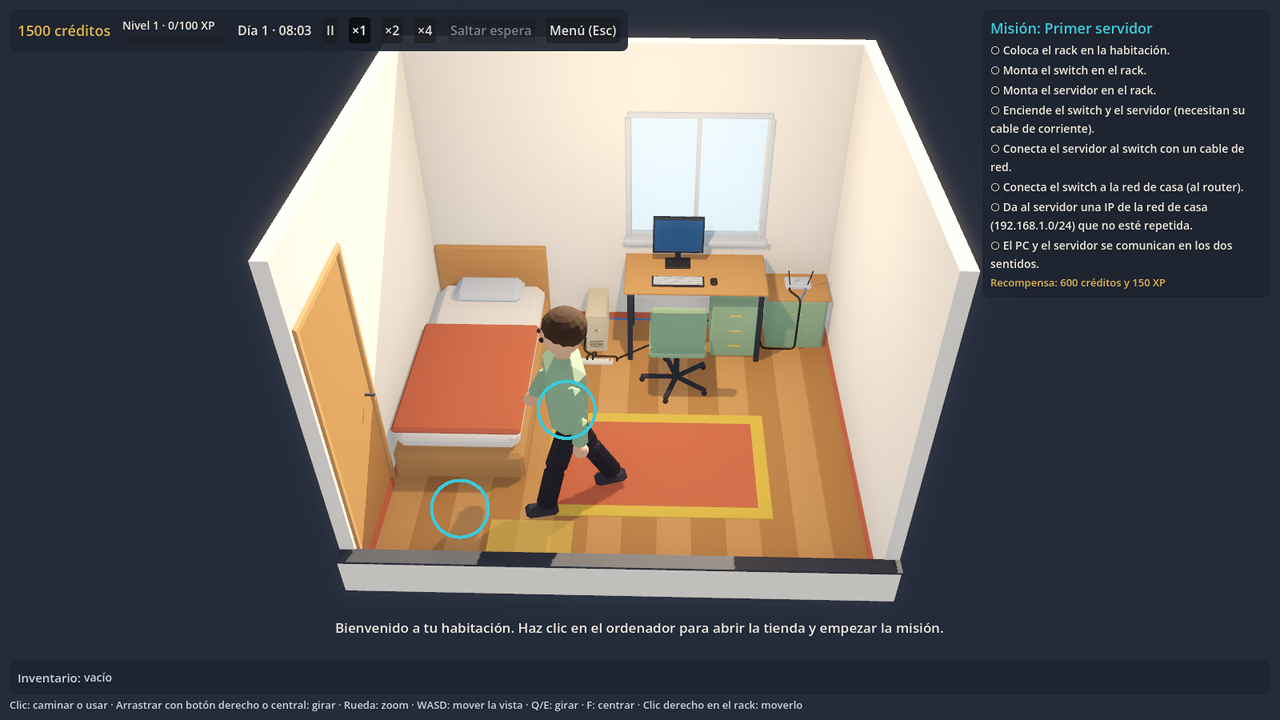 1500 créditos
Nivel 1 · 0/100 XP
Día 1 · 08:03
II
×1
×2
×4
Saltar espera
Menú (Esc)
Misión: Primer servidor
○ Coloca el rack en la habitación.
○ Monta el switch en el rack.
○ Monta el servidor en el rack.
○ Enciende el switch y el servidor (necesitan su
cable de corriente).
○ Conecta el servidor al switch con un cable de
red.
○ Conecta el switch a la red de casa (al router).
○ Da al servidor una IP de la red de casa
(192.168.1.0/24) que no esté repetida.
○ El PC y el servidor se comunican en los dos
sentidos.
Recompensa: 600 créditos y 150 XP
Bienvenido a tu habitación. Haz clic en el ordenador para abrir la tienda y empezar la misión.
Inventario: vacío
Clic: caminar o usar · Arrastrar con botón derecho o central: girar · Rueda: zoom · WASD: mover la vista · Q/E: girar · F: centrar · Clic derecho en el rack: moverlo